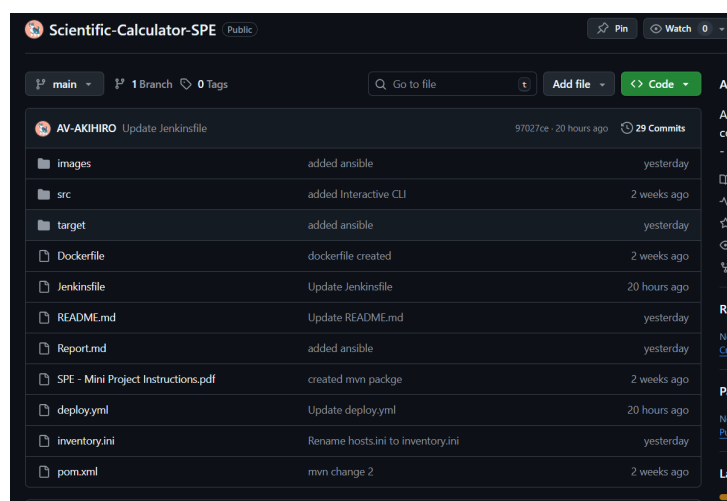 Scientific-Calculator-SPE Public Pin Watch 0
main 1 Branch 0 Tags Go to file t Add file Code
AV-AKIHIRO Update Jenkinsfile 97027ce · 20 hours ago 29 Commits
images added ansible yesterday
src added Interactive CLI 2 weeks ago
target added ansible yesterday
Dockerfile dockerfile created 2 weeks ago
Jenkinsfile Update Jenkinsfile 20 hours ago
README.md Update README.md yesterday
Report.md added ansible yesterday
SPE - Mini Project Instructions.pdf created mvn packge 2 weeks ago
deploy.yml Update deploy.yml 20 hours ago
inventory.ini Rename hosts.ini to inventory.ini yesterday
pom.xml mvn change 2 2 weeks ago